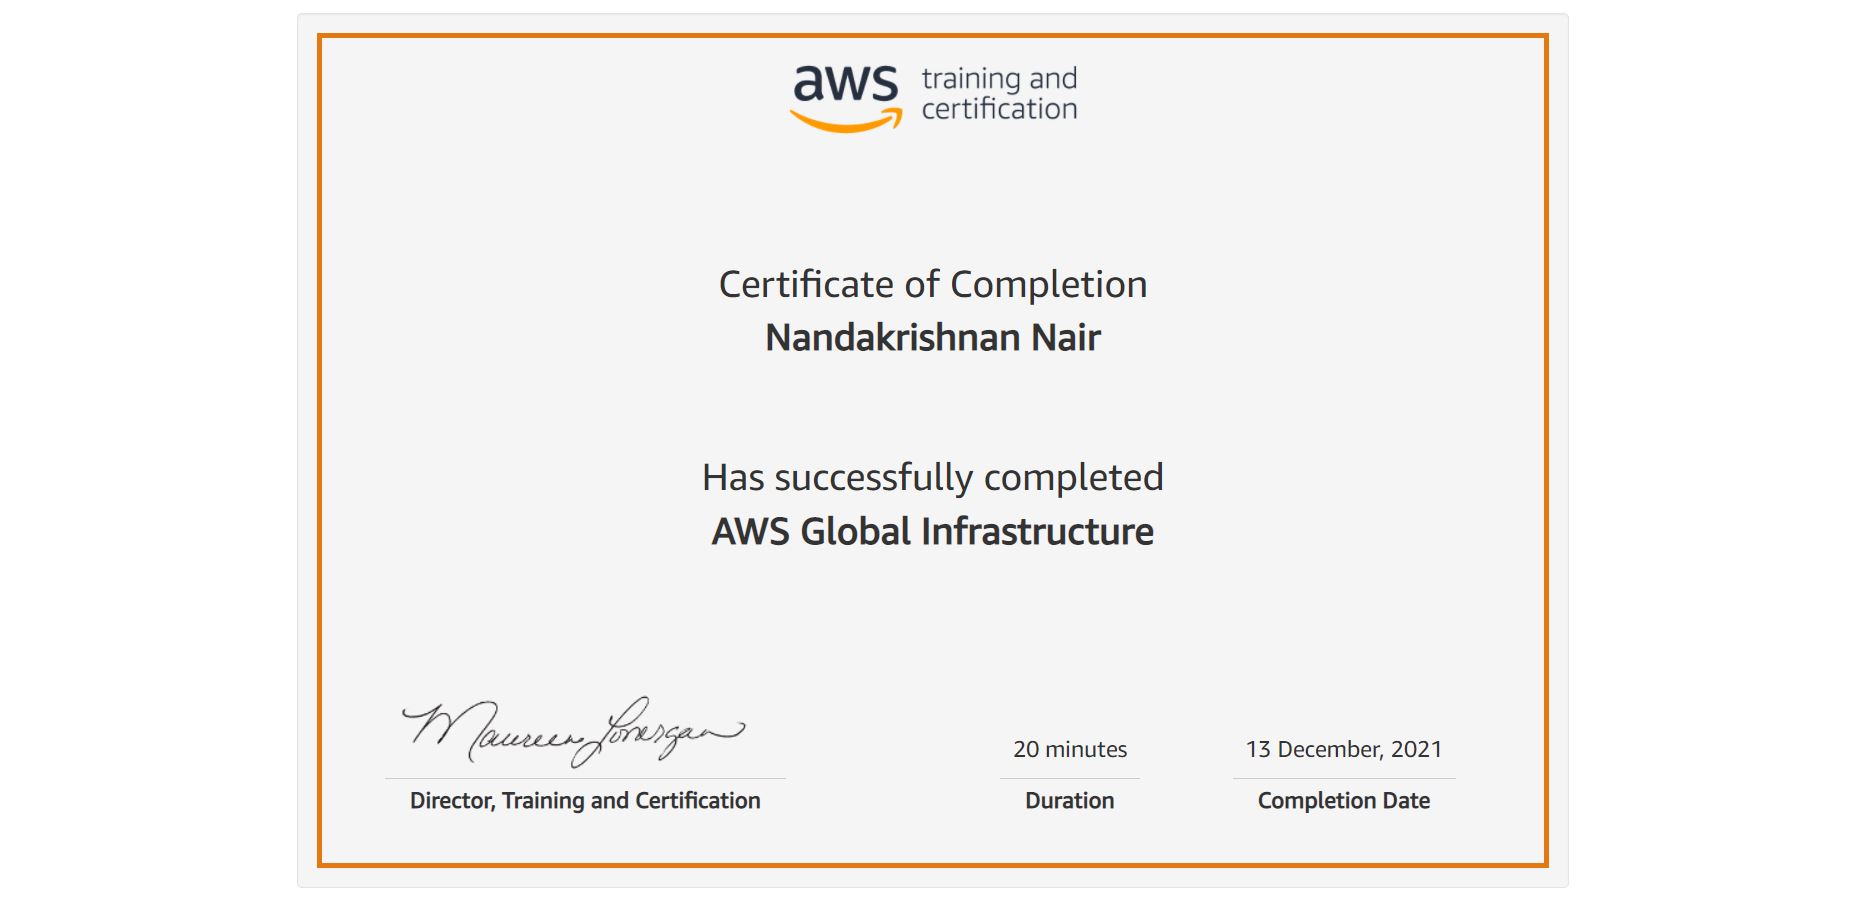 aws training and
certification
Certificate of Completion
Nandakrishnan Nair
Has successfully completed
AWS Global Infrastructure
Maureen Lonergan
Director, Training and Certification
20 minutes
Duration
13 December, 2021
Completion Date